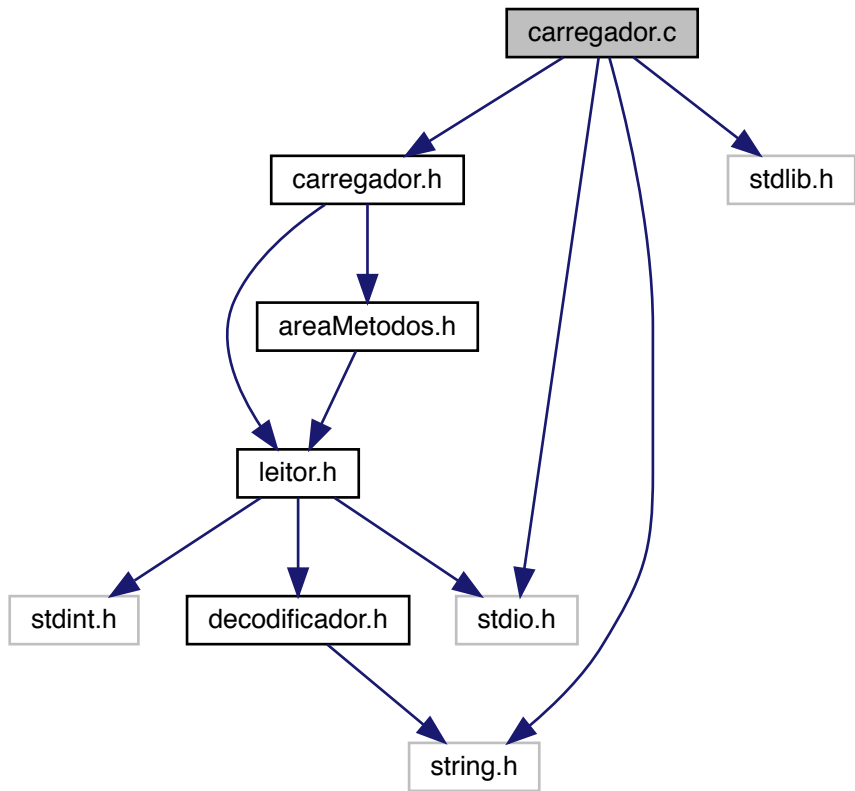 carregador.c
carregador.h
stdlib.h
areaMetodos.h
leitor.h
stdint.h
decodificador.h
stdio.h
string.h